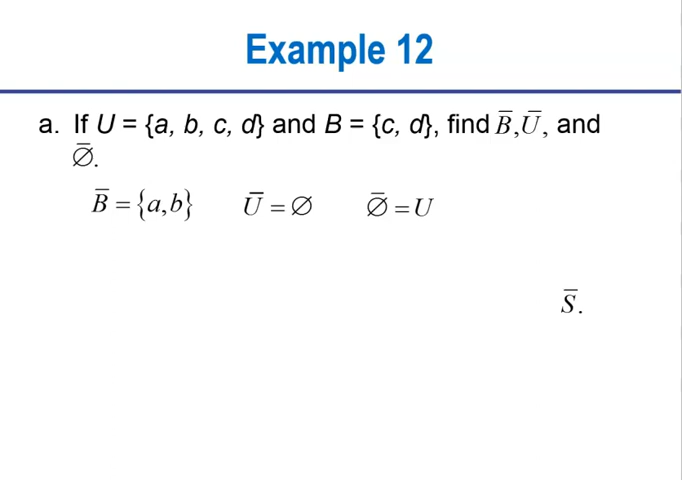 Example 12
a. If U = {a, b, c, d} and B = {c, d}, find B̅, U̅, and
∅̅.
B̅ = {a,b} U̅ = ∅ ∅̅ = U
S̅.